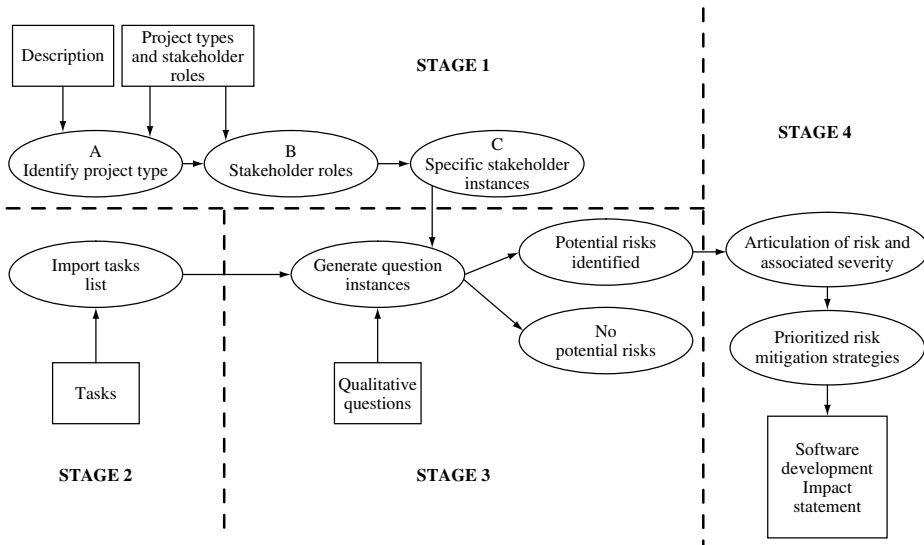 Description
Project types
and stakeholder
roles
STAGE 1
A
Identify project type
B
Stakeholder roles
C
Specific stakeholder
instances
STAGE 4
Import tasks
list
Generate question
instances
Potential risks
identified
No
potential risks
Articulation of risk and
associated severity
Prioritized risk
mitigation strategies
Tasks
Qualitative
questions
Software
development
Impact
statement
STAGE 2
STAGE 3